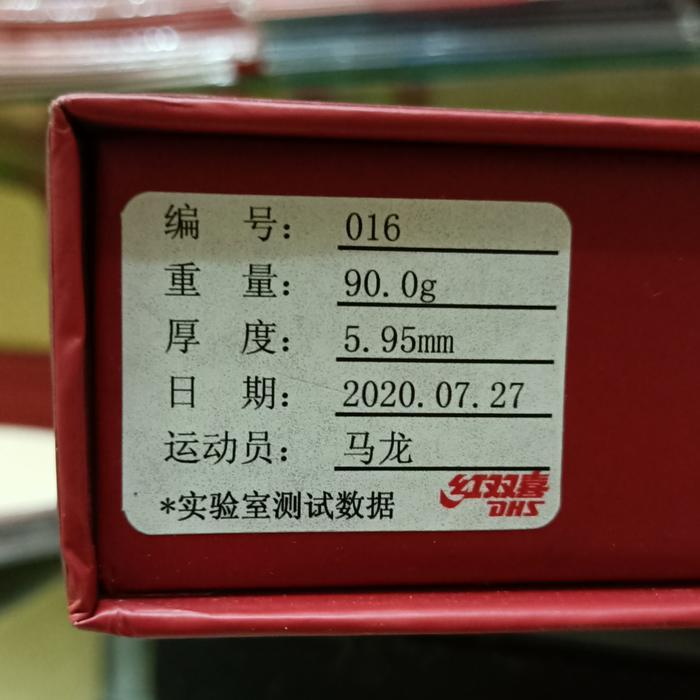 编 号： 016
重 量： 90.0g
厚 度： 5.95mm
日 期： 2020.07.27
运动员： 马龙
*实验室测试数据
红双喜
DHS